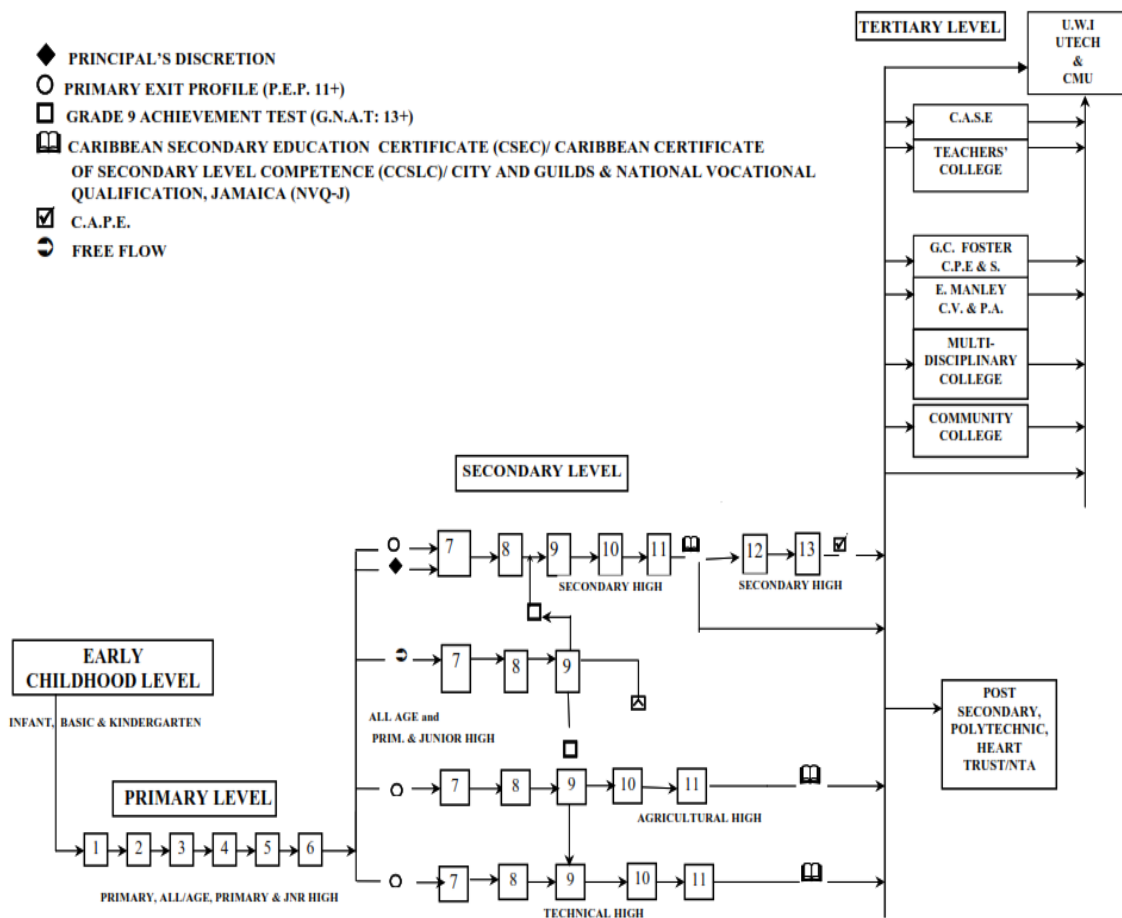 TERTIARY LEVEL
U.W.I
UTECH
&
CMU
PRINCIPAL'S DISCRETION
PRIMARY EXIT PROFILE (P.E.P. 11+)
GRADE 9 ACHIEVEMENT TEST (G.N.A.T: 13+)
CARIBBEAN SECONDARY EDUCATION CERTIFICATE (CSEC)/ CARIBBEAN CERTIFICATE
OF SECONDARY LEVEL COMPETENCE (CCSLC)/ CITY AND GUILDS & NATIONAL VOCATIONAL
QUALIFICATION, JAMAICA (NVQ-J)
C.A.P.E.
FREE FLOW
C.A.S.E
TEACHERS'
COLLEGE
G.C. FOSTER
C.P.E & S.
E. MANLEY
C.V. & P.A.
MULTI-
DISCIPLINARY
COLLEGE
COMMUNITY
COLLEGE
SECONDARY LEVEL
7 8 9 10 11 12 13
SECONDARY HIGH
SECONDARY HIGH
EARLY
CHILDHOOD LEVEL
INFANT, BASIC & KINDERGARTEN
7 8 9
ALL AGE and
PRIM. & JUNIOR HIGH
POST
SECONDARY,
POLYTECHNIC,
HEART
TRUST/NTA
PRIMARY LEVEL
7 8 9 10 11
AGRICULTURAL HIGH
1 2 3 4 5 6
PRIMARY, ALL/AGE, PRIMARY & JNR HIGH
7 8 9 10 11
TECHNICAL HIGH